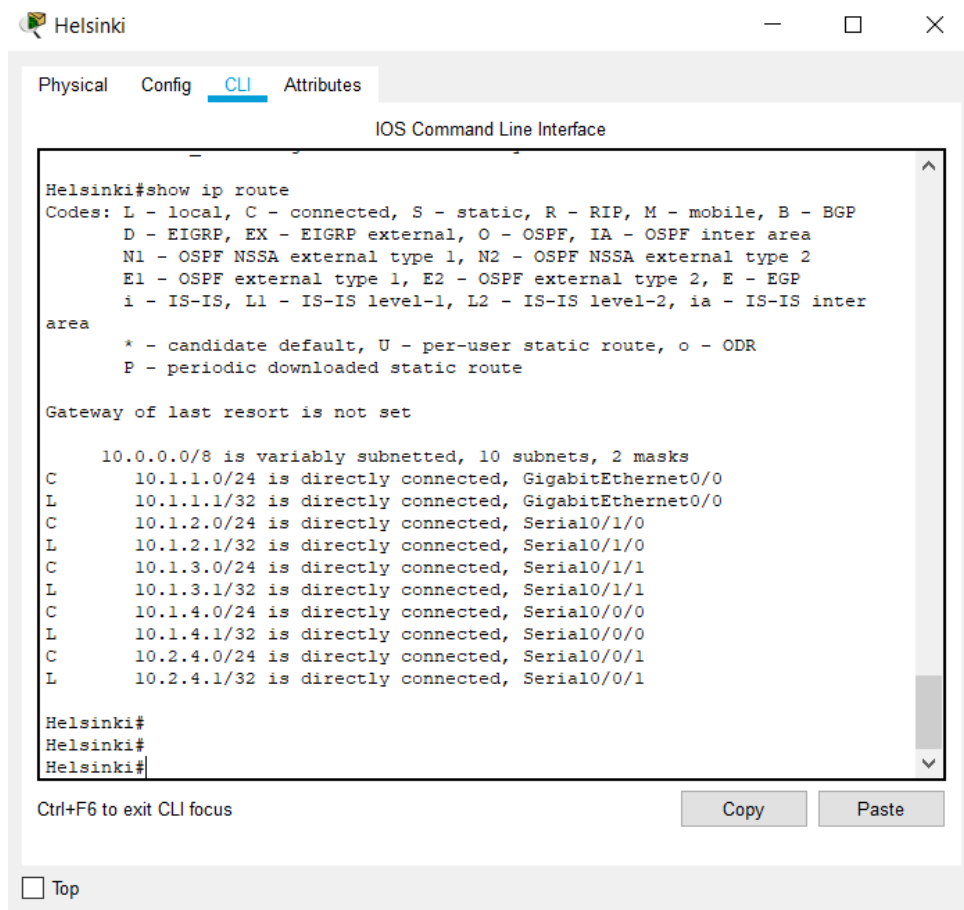 Helsinki
Physical Config CLI Attributes
IOS Command Line Interface
Helsinki#show ip route
Codes: L - local, C - connected, S - static, R - RIP, M - mobile, B - BGP
D - EIGRP, EX - EIGRP external, O - OSPF, IA - OSPF inter area
N1 - OSPF NSSA external type 1, N2 - OSPF NSSA external type 2
E1 - OSPF external type 1, E2 - OSPF external type 2, E - EGP
i - IS-IS, L1 - IS-IS level-1, L2 - IS-IS level-2, ia - IS-IS inter
area
* - candidate default, U - per-user static route, o - ODR
P - periodic downloaded static route
Gateway of last resort is not set
10.0.0.0/8 is variably subnetted, 10 subnets, 2 masks
C 10.1.1.0/24 is directly connected, GigabitEthernet0/0
L 10.1.1.1/32 is directly connected, GigabitEthernet0/0
C 10.1.2.0/24 is directly connected, Serial0/1/0
L 10.1.2.1/32 is directly connected, Serial0/1/0
C 10.1.3.0/24 is directly connected, Serial0/1/1
L 10.1.3.1/32 is directly connected, Serial0/1/1
C 10.1.4.0/24 is directly connected, Serial0/0/0
L 10.1.4.1/32 is directly connected, Serial0/0/0
C 10.2.4.0/24 is directly connected, Serial0/0/1
L 10.2.4.1/32 is directly connected, Serial0/0/1
Helsinki#
Helsinki#
Helsinki#
Ctrl+F6 to exit CLI focus
Copy Paste
Top